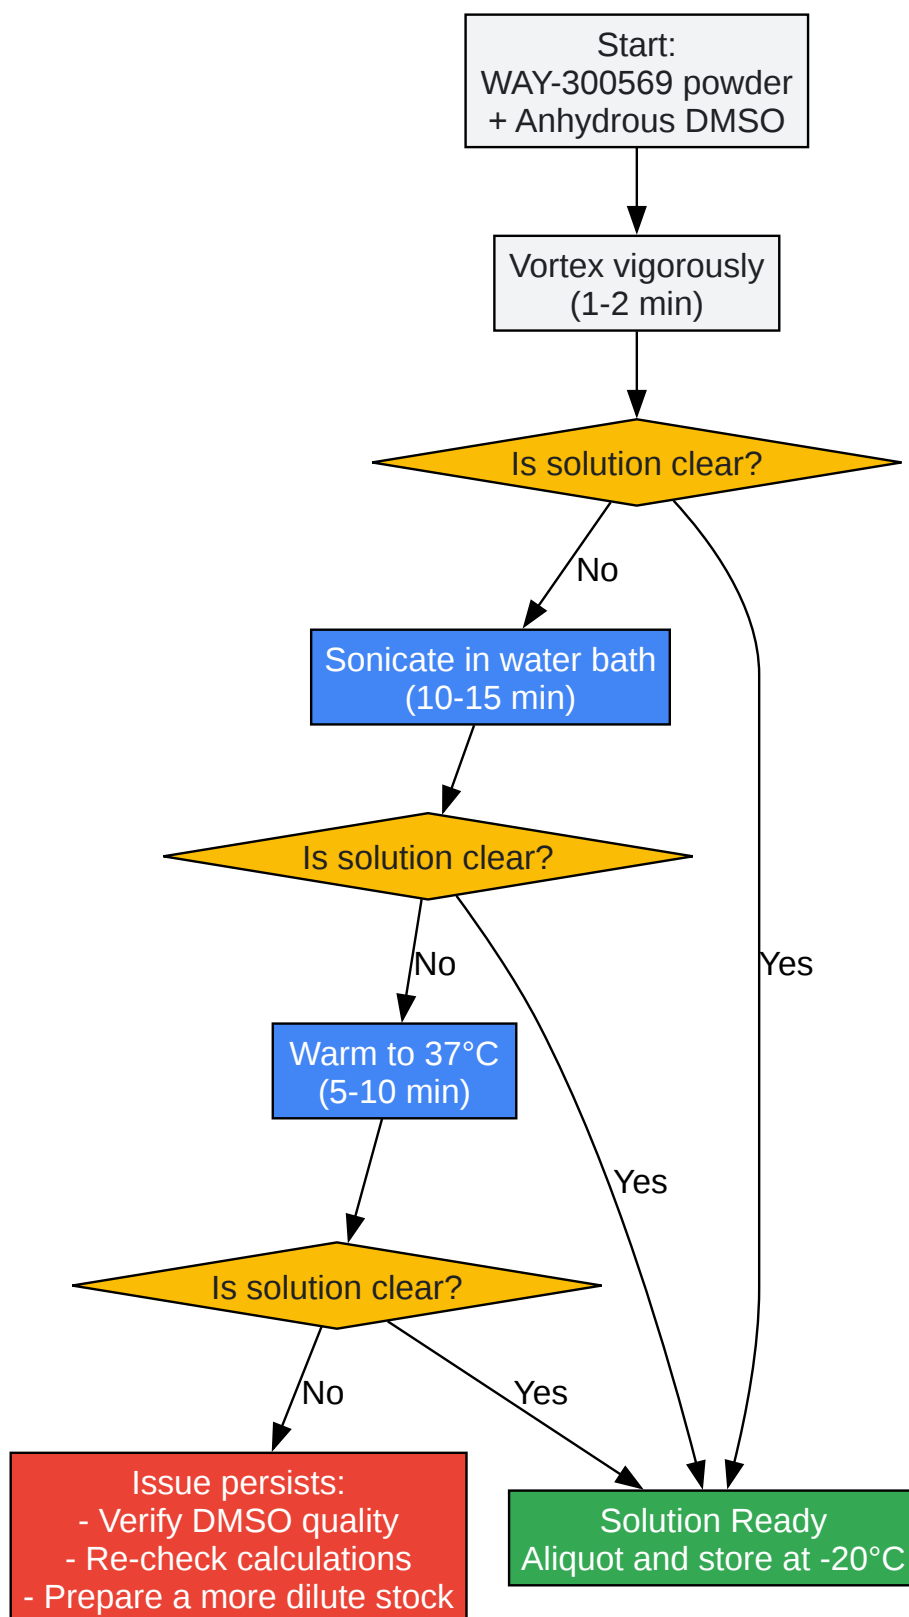 Start:
WAY-300569 powder
+ Anhydrous DMSO
Vortex vigorously
(1-2 min)
Is solution clear?
No
Sonicate in water bath
(10-15 min)
Is solution clear?
No
Yes
Warm to 37°C
(5-10 min)
Yes
Is solution clear?
No
Yes
Issue persists:
- Verify DMSO quality
- Re-check calculations
- Prepare a more dilute stock
Solution Ready
Aliquot and store at -20°C